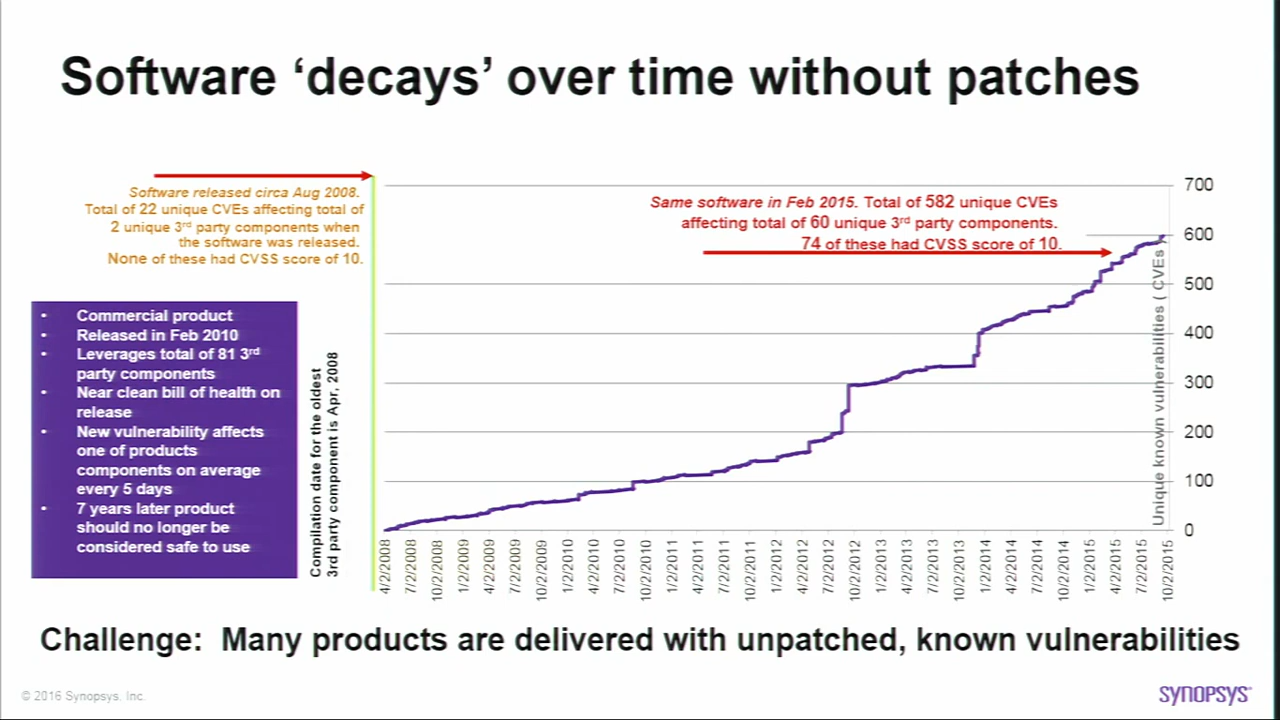 Software ‘decays’ over time without patches
Software released circa Aug 2008.
Total of 22 unique CVEs affecting total of
2 unique 3rd party components when
the software was released.
None of these had CVSS score of 10.
Same software in Feb 2015. Total of 582 unique CVEs
affecting total of 60 unique 3rd party components.
74 of these had CVSS score of 10.
• Commercial product
• Released in Feb 2010
• Leverages total of 81 3rd
party components
• Near clean bill of health on
release
• New vulnerability affects
one of products
components on average
every 5 days
• 7 years later product
should no longer be
considered safe to use
Compilation date for the oldest
3rd party component is Apr, 2008
700
600
500
400
300
200
100
0
Unique known vulnerabilities ( CVEs )
4/2/2008
7/2/2008
10/2/2008
1/2/2009
4/2/2009
7/2/2009
10/2/2009
1/2/2010
4/2/2010
7/2/2010
10/2/2010
1/2/2011
4/2/2011
7/2/2011
10/2/2011
1/2/2012
4/2/2012
7/2/2012
10/2/2012
1/2/2013
4/2/2013
7/2/2013
10/2/2013
1/2/2014
4/2/2014
7/2/2014
10/2/2014
1/2/2015
4/2/2015
7/2/2015
10/2/2015
Challenge: Many products are delivered with unpatched, known vulnerabilities
© 2016 Synopsys, Inc.
SYNOPSYS